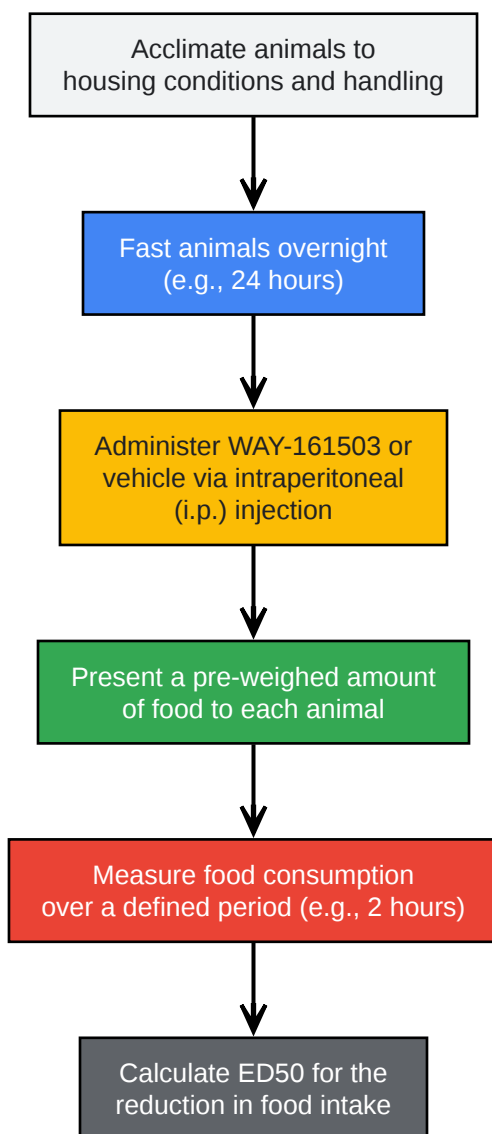 Acclimate animals to
housing conditions and handling
Fast animals overnight
(e.g., 24 hours)
Administer WAY-161503 or
vehicle via intraperitoneal
(i.p.) injection
Present a pre-weighed amount
of food to each animal
Measure food consumption
over a defined period (e.g., 2 hours)
Calculate ED50 for the
reduction in food intake